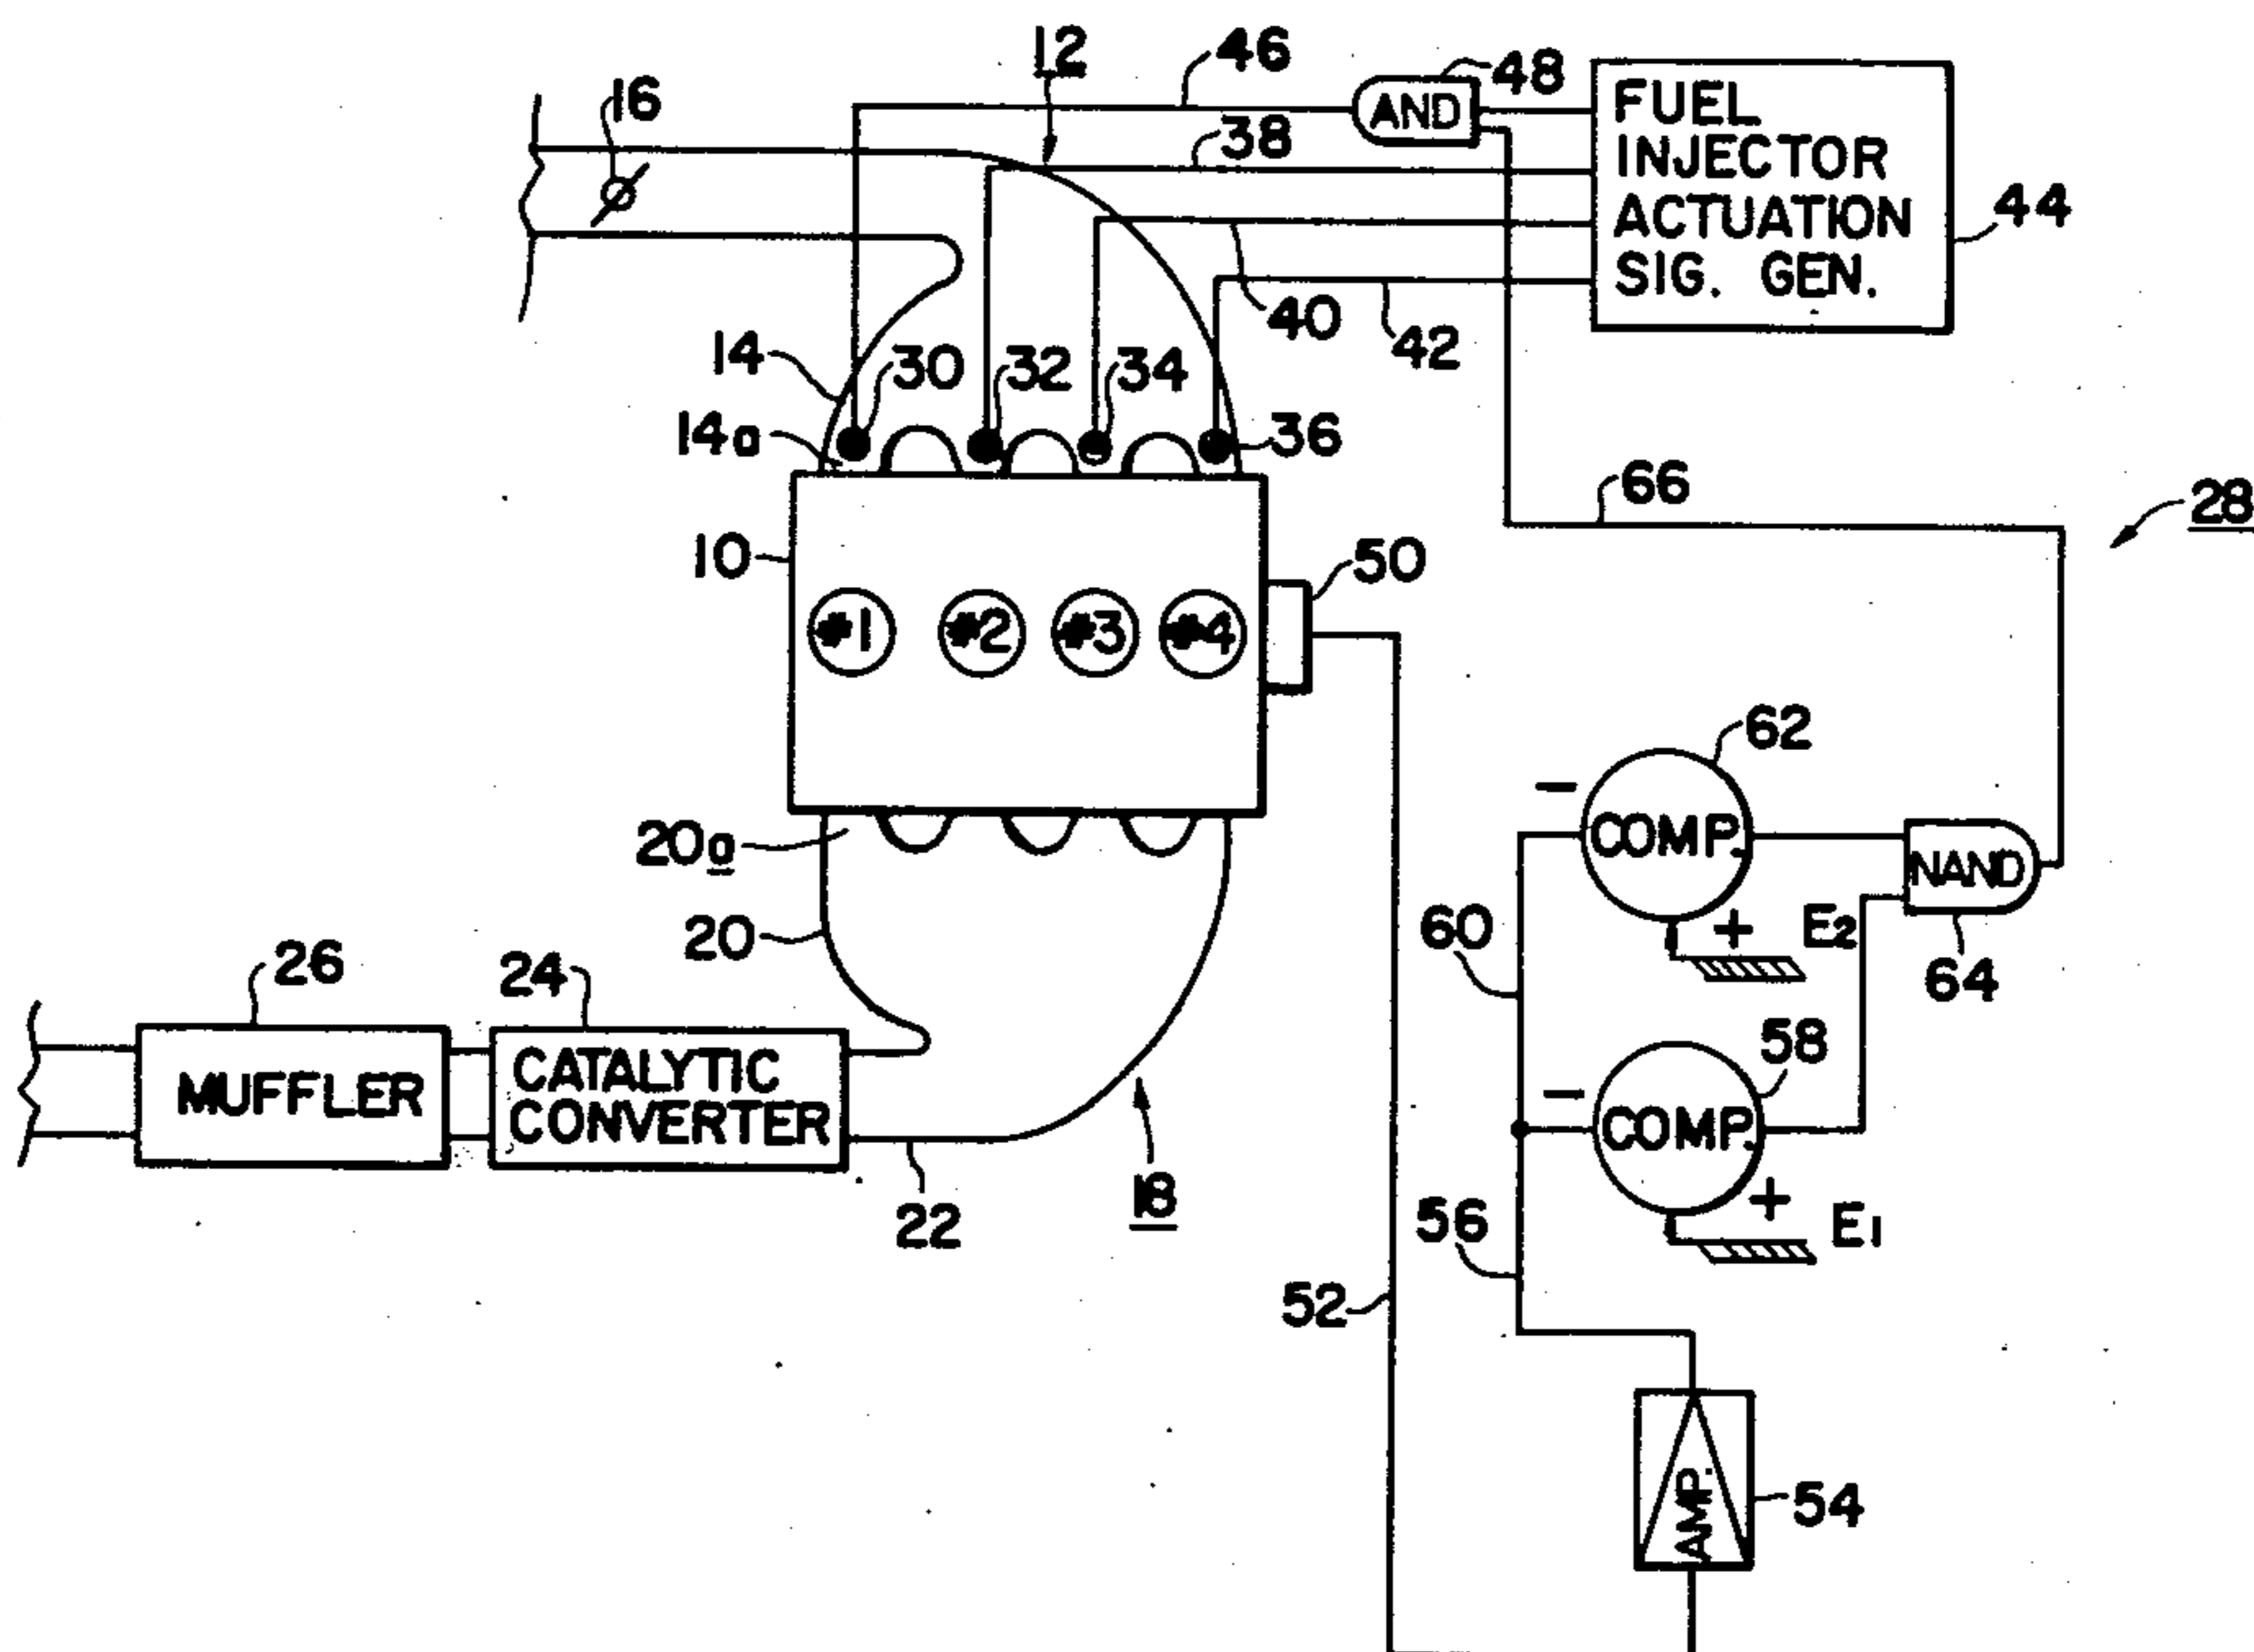 12
46
48
16
AND
FUEL
INJECTOR
ACTUATION
SIG. GEN.
38
44
40
42
14
30
32
34
14a
36
66
28
10
50
#1
#2
#3
#4
62
−
COMP.
20a
NAND
+
E2
60
64
20
26
24
58
−
MUFFLER
CATALYTIC
CONVERTER
COMP.
18
+
E1
22
56
52
AMP.
54